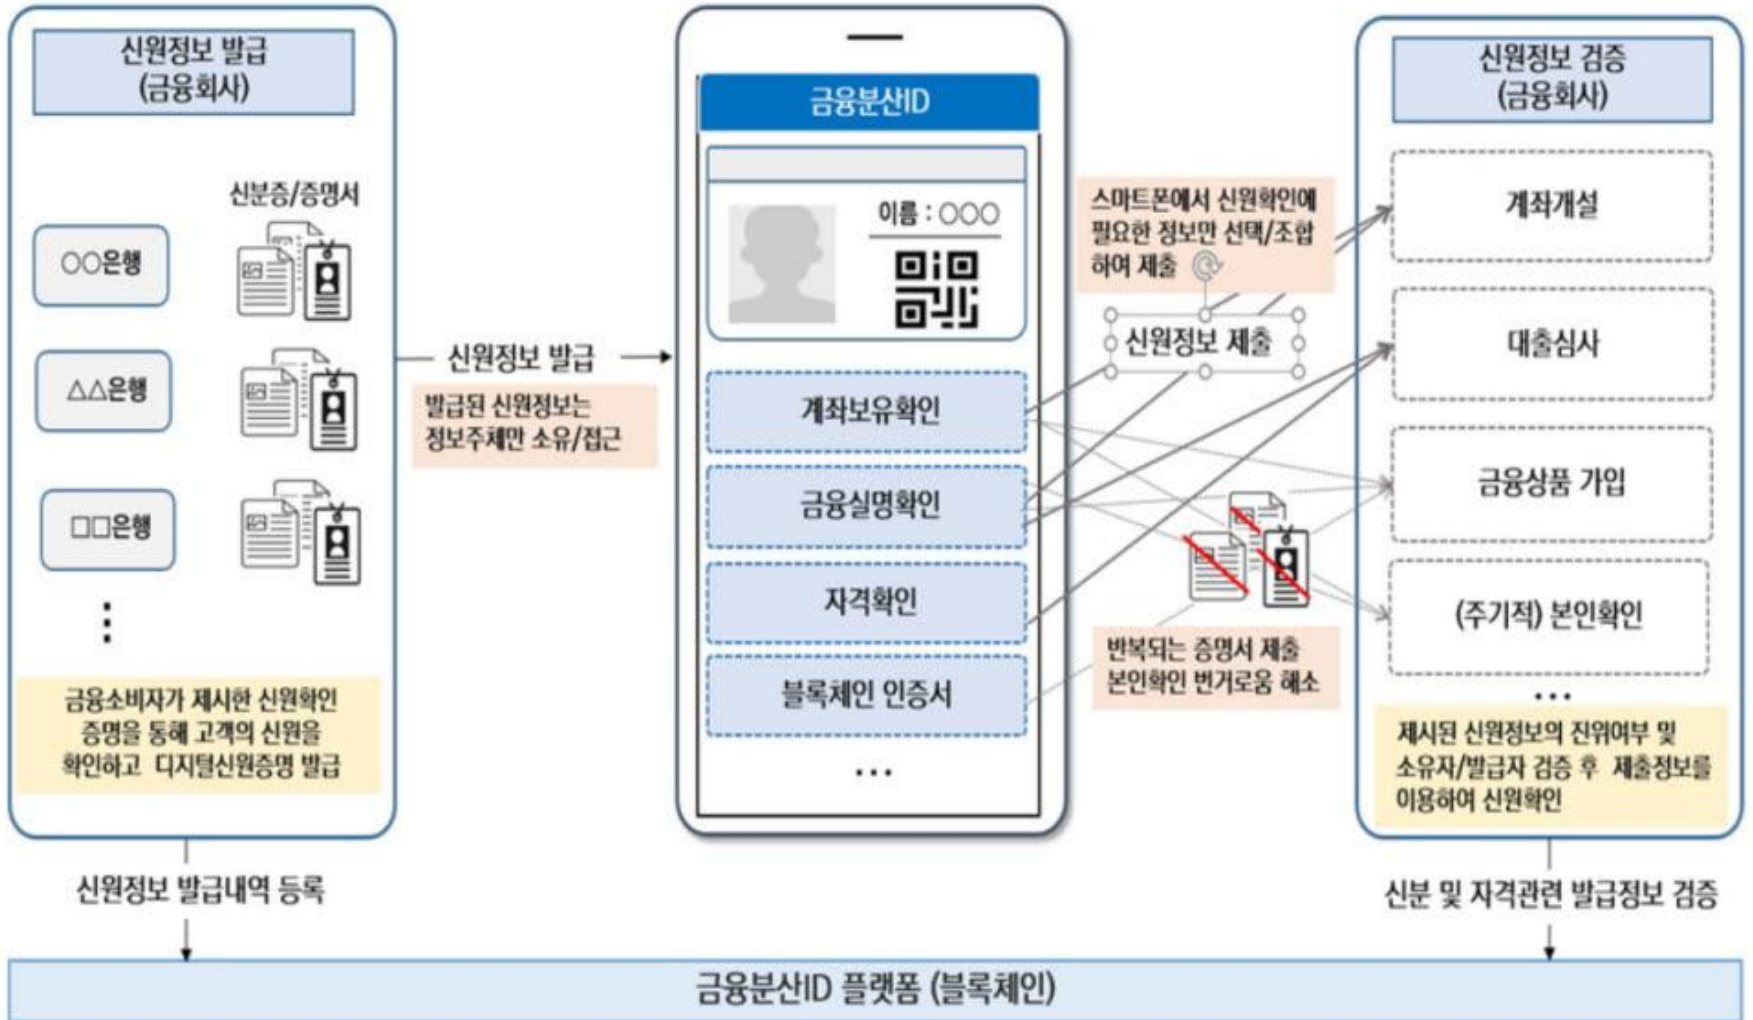 신원정보 발급
(금융회사)
신분증/증명서
○○은행
△△은행
□□은행
금융소비자가 제시한 신원확인
증명을 통해 고객의 신원을
확인하고 디지털신원증명 발급
신원정보 발급
발급된 신원정보는
정보주체만 소유/접근
금융분산ID
이름 : ○○○
계좌보유확인
금융실명확인
자격확인
블록체인 인증서
...
스마트폰에서 신원확인에
필요한 정보만 선택/조합
하여 제출
신원정보 제출
반복되는 증명서 제출
본인확인 번거로움 해소
신원정보 검증
(금융회사)
계좌개설
대출심사
금융상품 가입
(주기적) 본인확인
...
제시된 신원정보의 진위여부 및
소유자/발급자 검증 후 제출정보를
이용하여 신원확인
신원정보 발급내역 등록
신분 및 자격관련 발급정보 검증
금융분산ID 플랫폼 (블록체인)